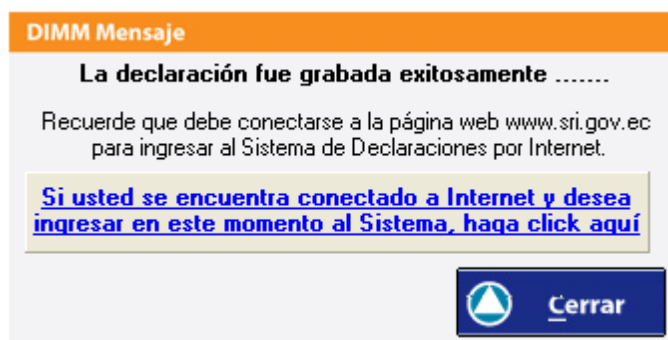 DIMM Mensaje
La declaración fue grabada exitosamente .......
Recuerde que debe conectarse a la página web www.sri.gov.ec
para ingresar al Sistema de Declaraciones por Internet.
Si usted se encuentra conectado a Internet y desea
ingresar en este momento al Sistema, haga click aquí
Cerrar